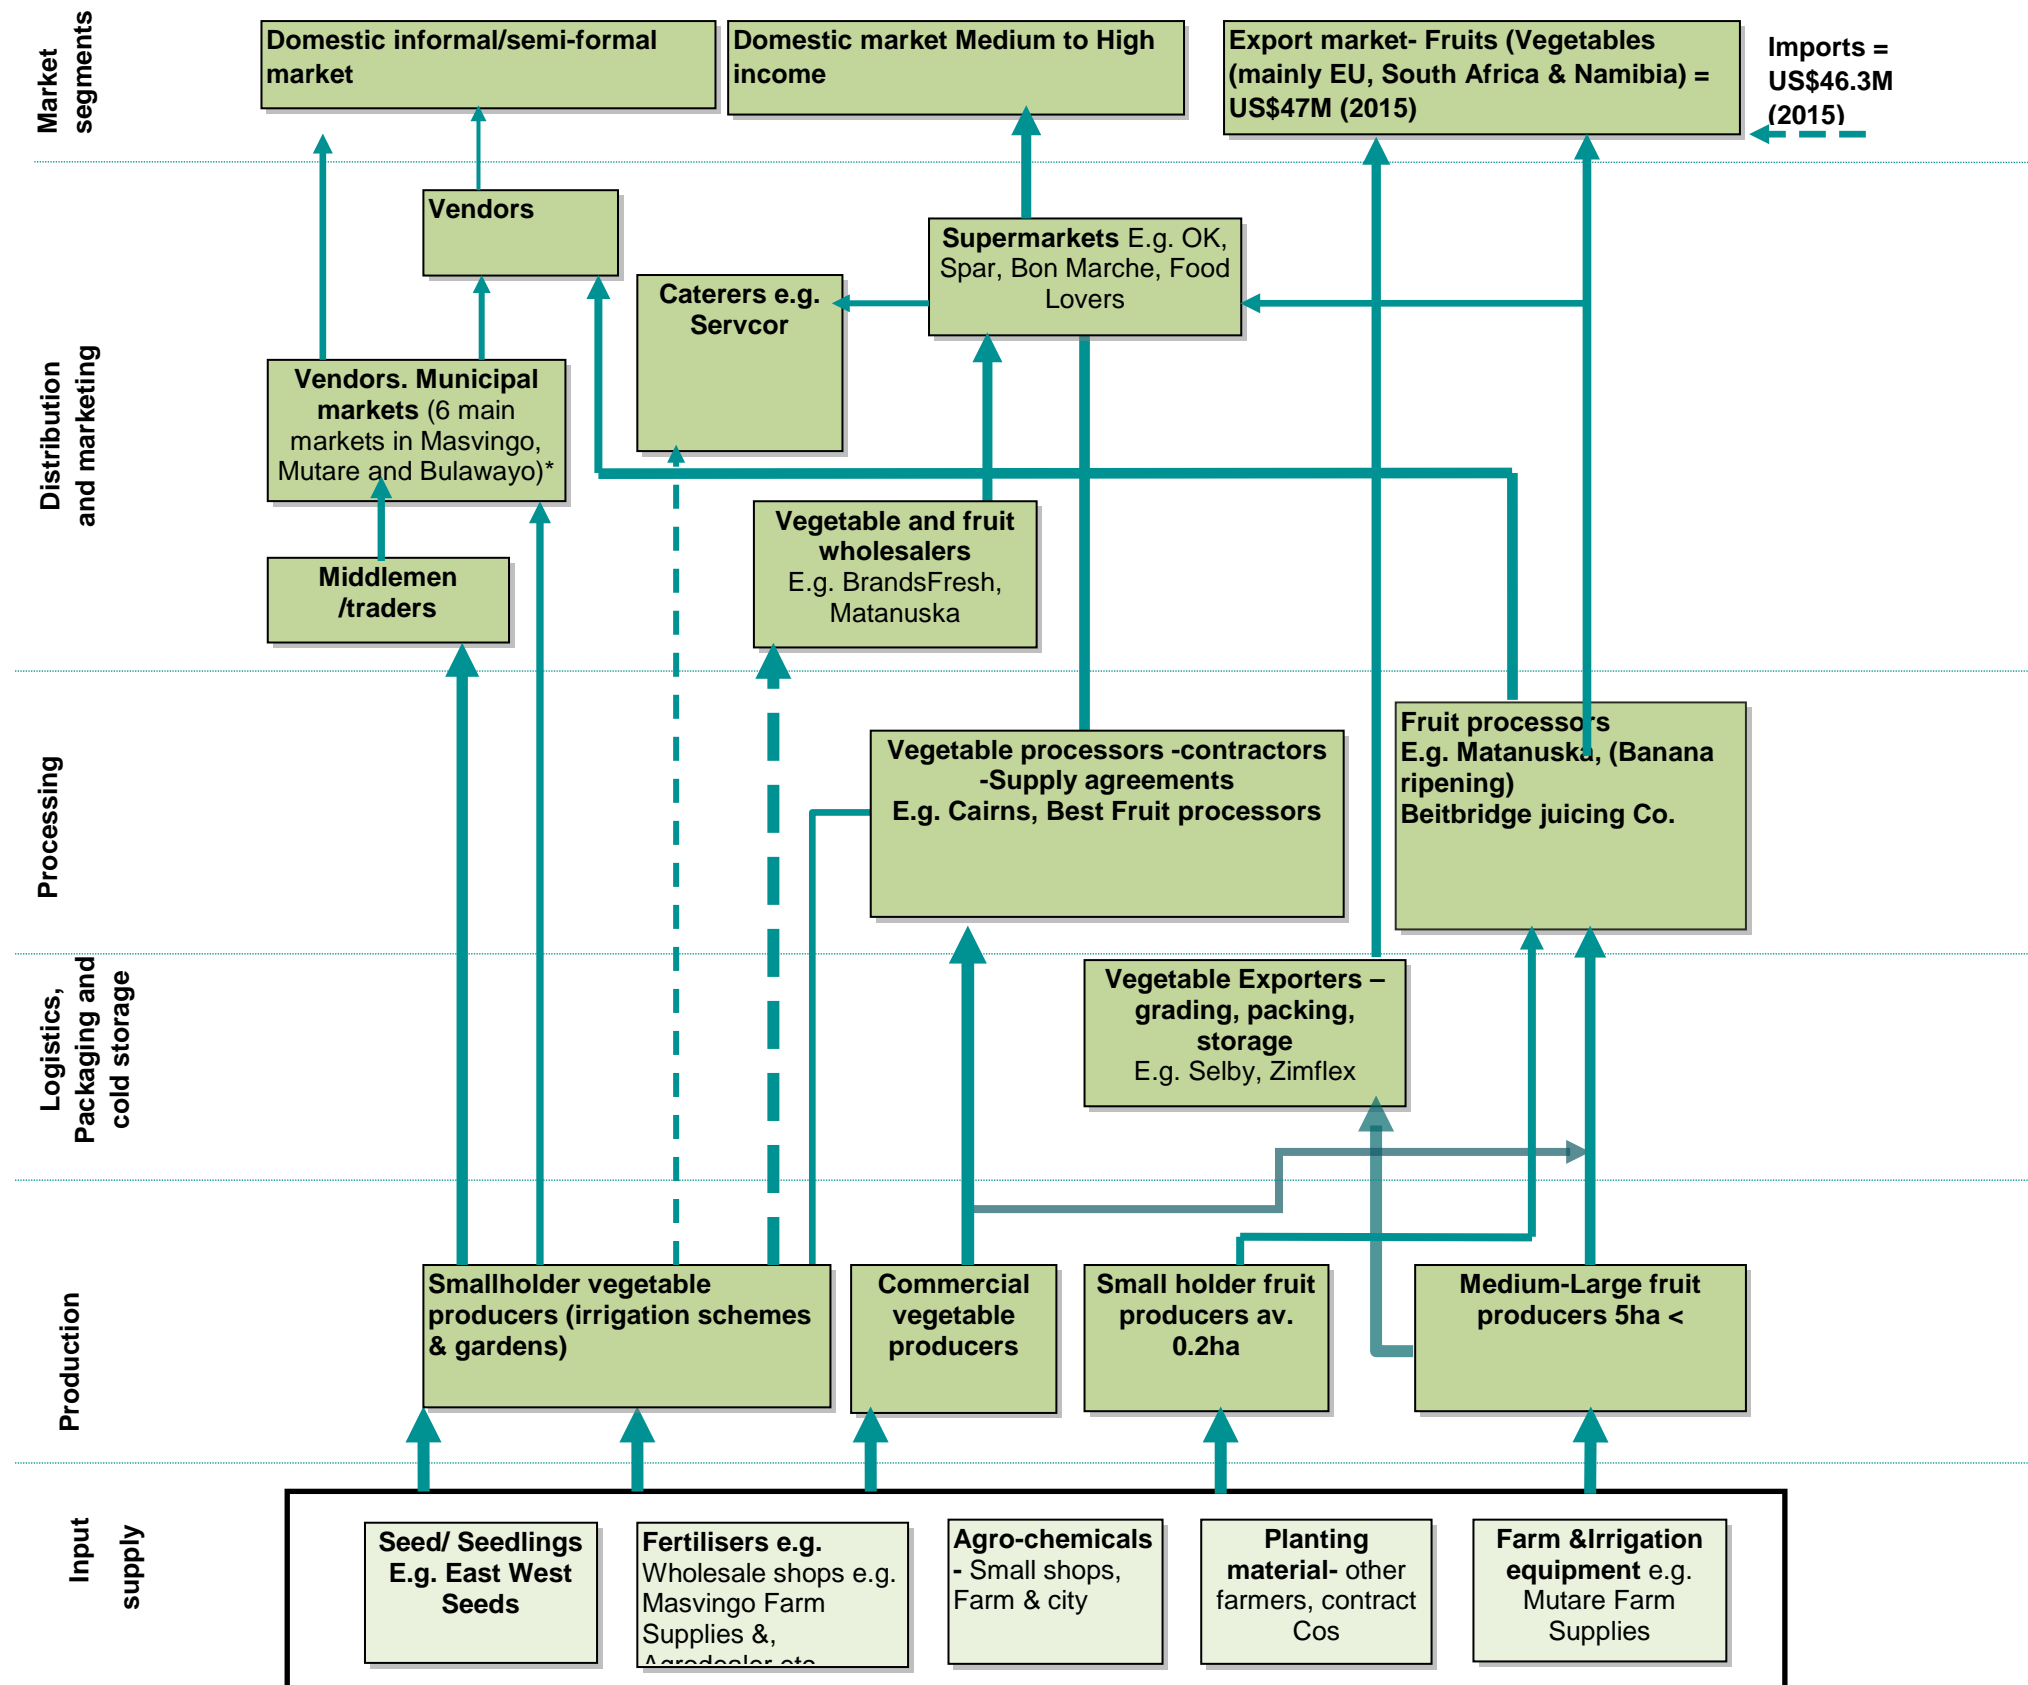 Market
segments
Domestic informal/semi-formal
market
Domestic market Medium to High
income
Export market- Fruits (Vegetables
(mainly EU, South Africa & Namibia) =
US$47M (2015)
Imports =
US$46.3M
(2015)
Distribution
and marketing
Vendors
Supermarkets E.g. OK,
Spar, Bon Marche, Food
Lovers
Caterers e.g.
Servcor
Vendors. Municipal
markets (6 main
markets in Masvingo,
Mutare and Bulawayo)*
Vegetable and fruit
wholesalers
E.g. BrandsFresh,
Matanuska
Middlemen
/traders
Processing
Vegetable processors -contractors
-Supply agreements
E.g. Cairns, Best Fruit processors
Fruit processors
E.g. Matanuska, (Banana
ripening)
Beitbridge juicing Co.
Logistics,
Packaging and
cold storage
Vegetable Exporters –
grading, packing,
storage
E.g. Selby, Zimflex
Production
Smallholder vegetable
producers (irrigation schemes
& gardens)
Commercial
vegetable
producers
Small holder fruit
producers av.
0.2ha
Medium-Large fruit
producers 5ha <
Input
supply
Seed/ Seedlings
E.g. East West
Seeds
Fertilisers e.g.
Wholesale shops e.g.
Masvingo Farm
Supplies &,
Agrodealer etc
Agro-chemicals
- Small shops,
Farm & city
Planting
material- other
farmers, contract
Cos
Farm &Irrigation
equipment e.g.
Mutare Farm
Supplies